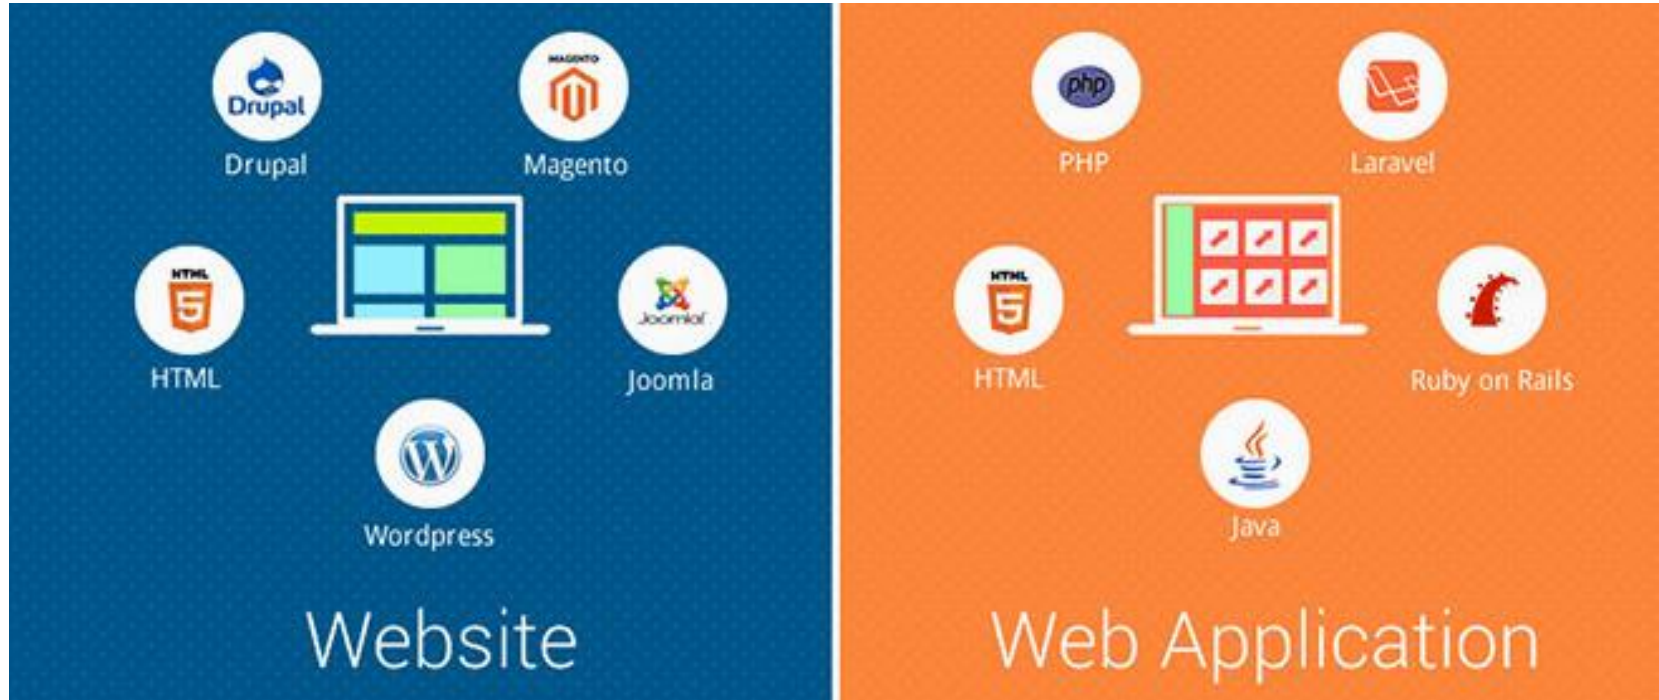 Drupal
Drupal
MAGENTO
Magento
HTML
5
HTML
Joomla!
Joomla
W
Wordpress
Website
php
PHP
Laravel
HTML
5
HTML
Ruby on Rails
Java
Web Application